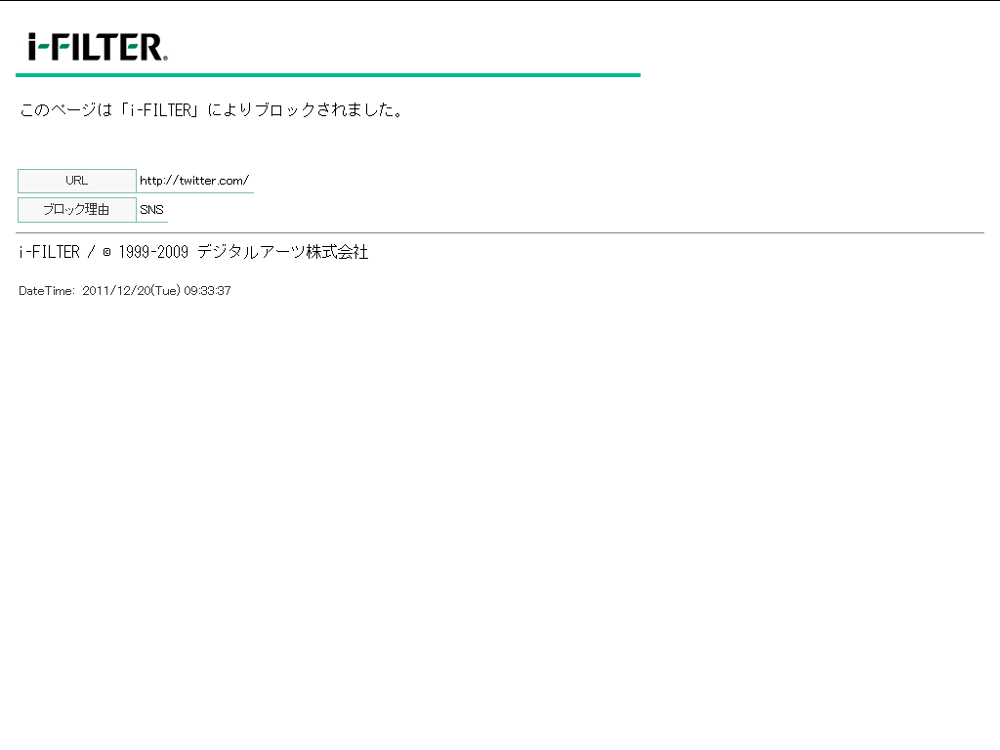 i-FILTER®
このページは「i-FILTER」によりブロックされました。
URL http://twitter.com/
ブロック理由 SNS
i-FILTER / © 1999-2009 デジタルアーツ株式会社
DateTime: 2011/12/20(Tue) 09:33:37